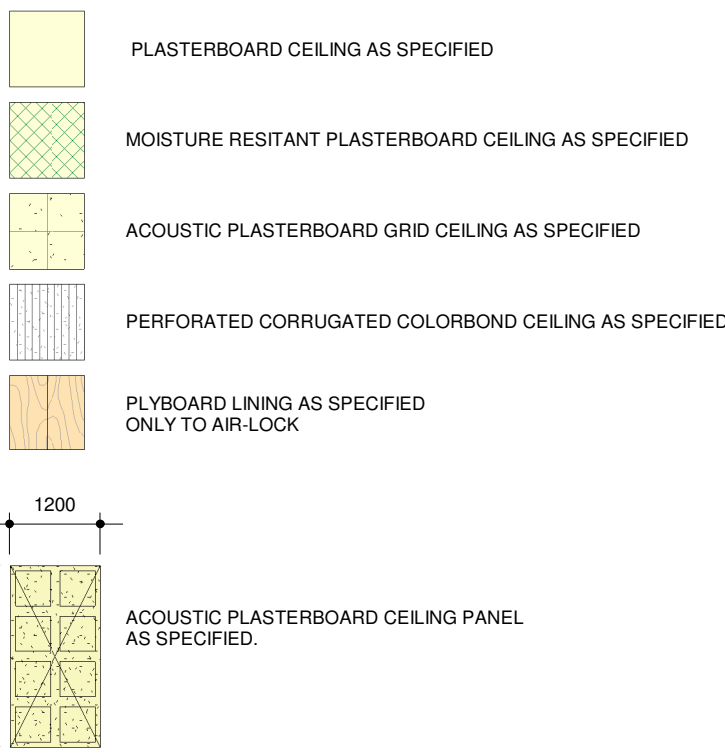 PLASTERBOARD CEILING AS SPECIFIED
MOISTURE RESITANT PLASTERBOARD CEILING AS SPECIFIED
ACOUSTIC PLASTERBOARD GRID CEILING AS SPECIFIED
PERFORATED CORRUGATED COLORBOND CEILING AS SPECIFIED
PLYBOARD LINING AS SPECIFIED
ONLY TO AIR-LOCK
1200
ACOUSTIC PLASTERBOARD CEILING PANEL
AS SPECIFIED.